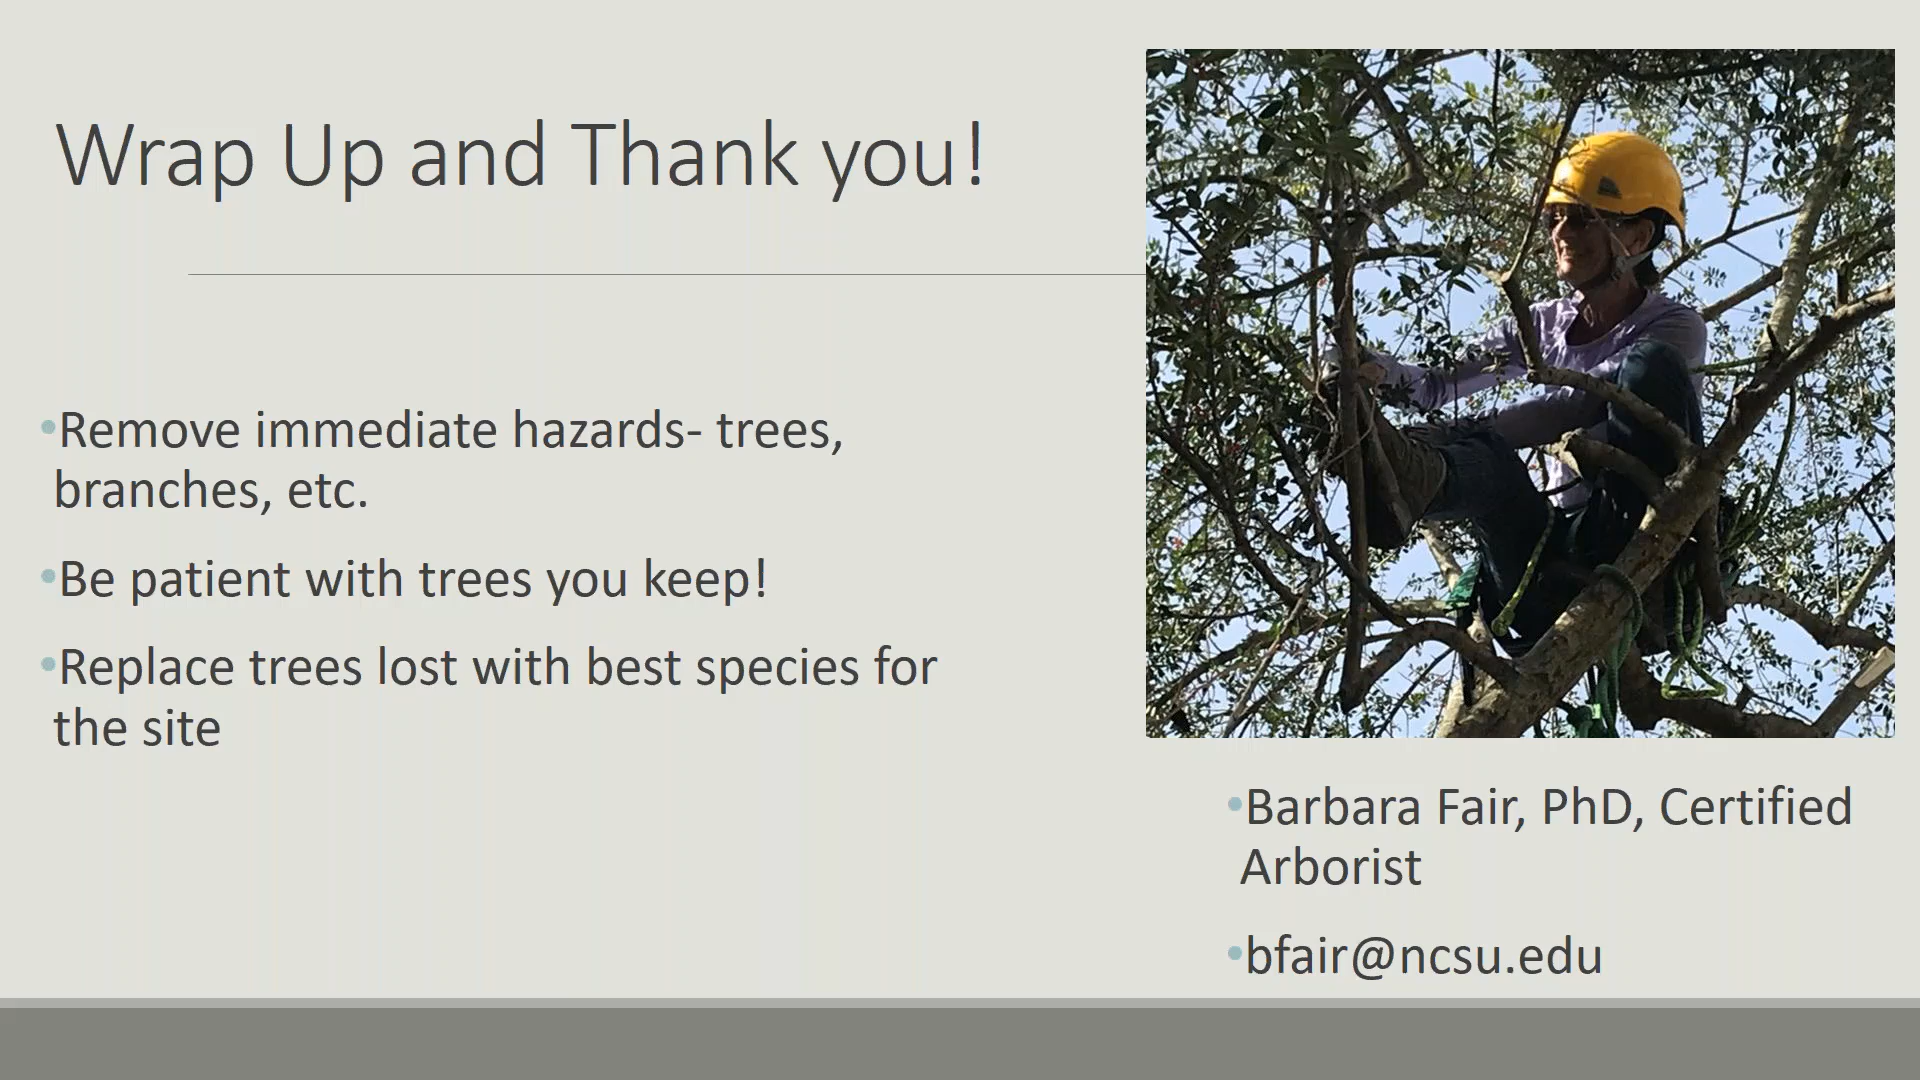 Wrap Up and Thank you!
•Remove immediate hazards- trees,
branches, etc.
•Be patient with trees you keep!
•Replace trees lost with best species for
the site
•Barbara Fair, PhD, Certified
Arborist
•bfair@ncsu.edu